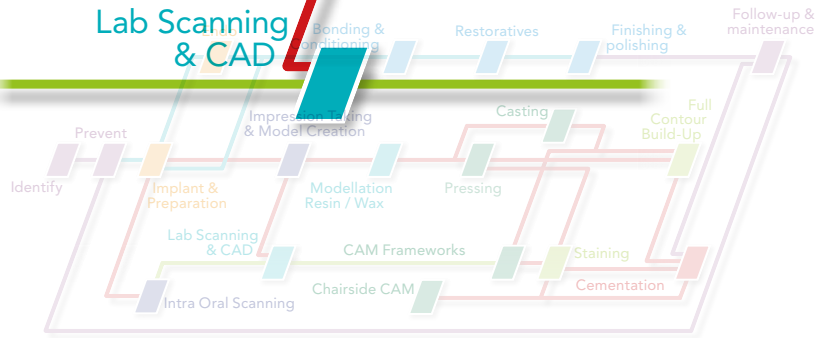 Lab Scanning
& CAD
Endo
Bonding &
Conditioning
Restoratives
Finishing &
polishing
Follow-up &
maintenance
Casting
Full
Contour
Build-Up
Impression Taking
& Model Creation
Prevent
Identify
Implant &
Preparation
Modellation
Resin / Wax
Pressing
Lab Scanning
& CAD
CAM Frameworks
Staining
Chairside CAM
Cementation
Intra Oral Scanning